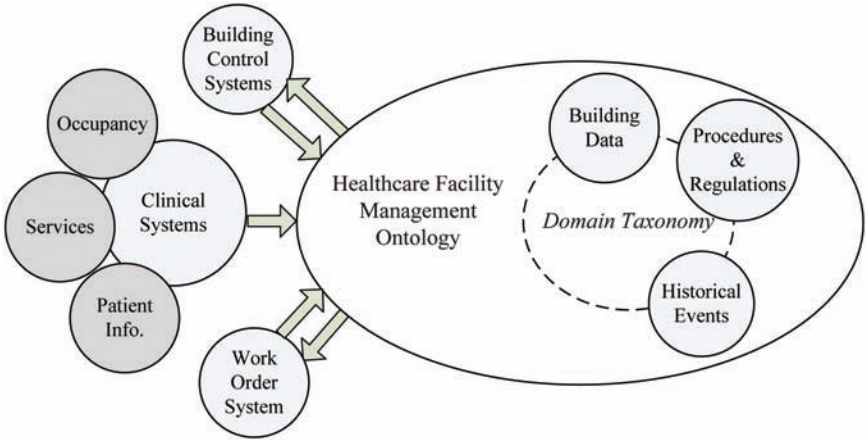 Building
Control
Systems
Occupancy
Clinical
Systems
Services
Patient
Info.
Work
Order
System
Healthcare Facility
Management
Ontology
Building
Data
Procedures
&
Regulations
Domain Taxonomy
Historical
Events